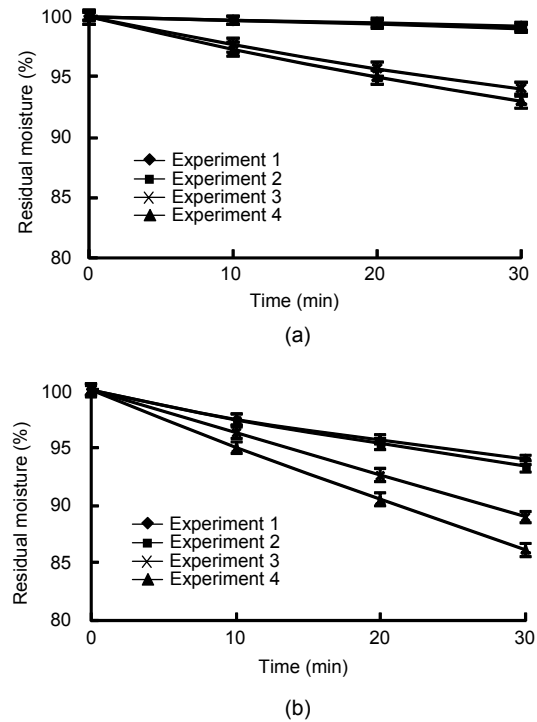 100
95
90
85
80
Residual moisture (%)
Experiment 1
Experiment 2
Experiment 3
Experiment 4
0
10
20
30
Time (min)
(a)
100
95
90
85
80
Residual moisture (%)
Experiment 1
Experiment 2
Experiment 3
Experiment 4
0
10
20
30
Time (min)
(b)